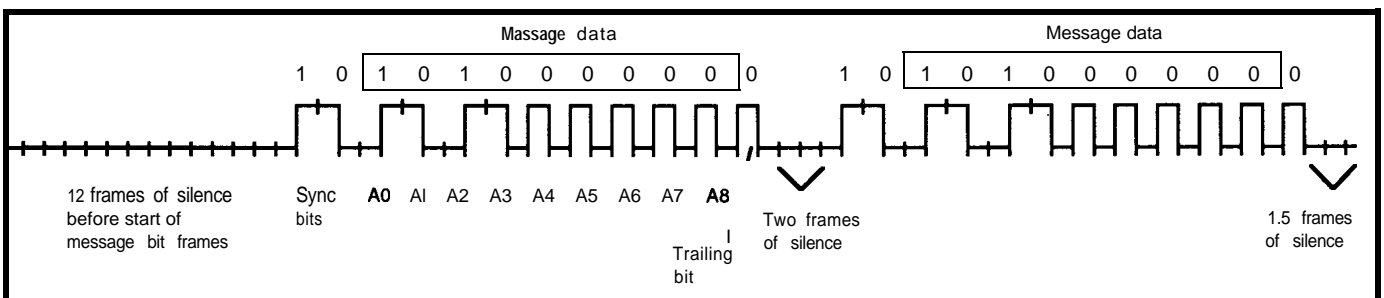 Massage data
Message data
1 0 1 0 1 0 0 0 0 0 0 0
1 0 1 0 1 0 0 0 0 0 0 0
12 frames of silence
before start of
message bit frames
Sync
bits
A0 AI A2 A3 A4 A5 A6 A7 A8
I
Trailing
bit
Two frames
of silence
1.5 frames
of silence